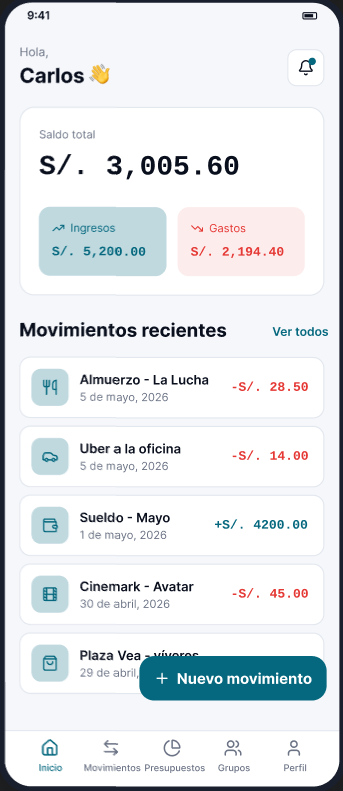 9:41
Hola,
Carlos 👋
Saldo total
S/. 3,005.60
Ingresos
S/. 5,200.00
Gastos
S/. 2,194.40
Movimientos recientes
Ver todos
Almuerzo - La Lucha
-S/. 28.50
5 de mayo, 2026
Uber a la oficina
-S/. 14.00
5 de mayo, 2026
Sueldo - Mayo
+S/. 4200.00
1 de mayo, 2026
Cinemark - Avatar
-S/. 45.00
30 de abril, 2026
Plaza Vea - víveres
29 de abril,
+ Nuevo movimiento
Inicio
Movimientos
Presupuestos
Grupos
Perfil